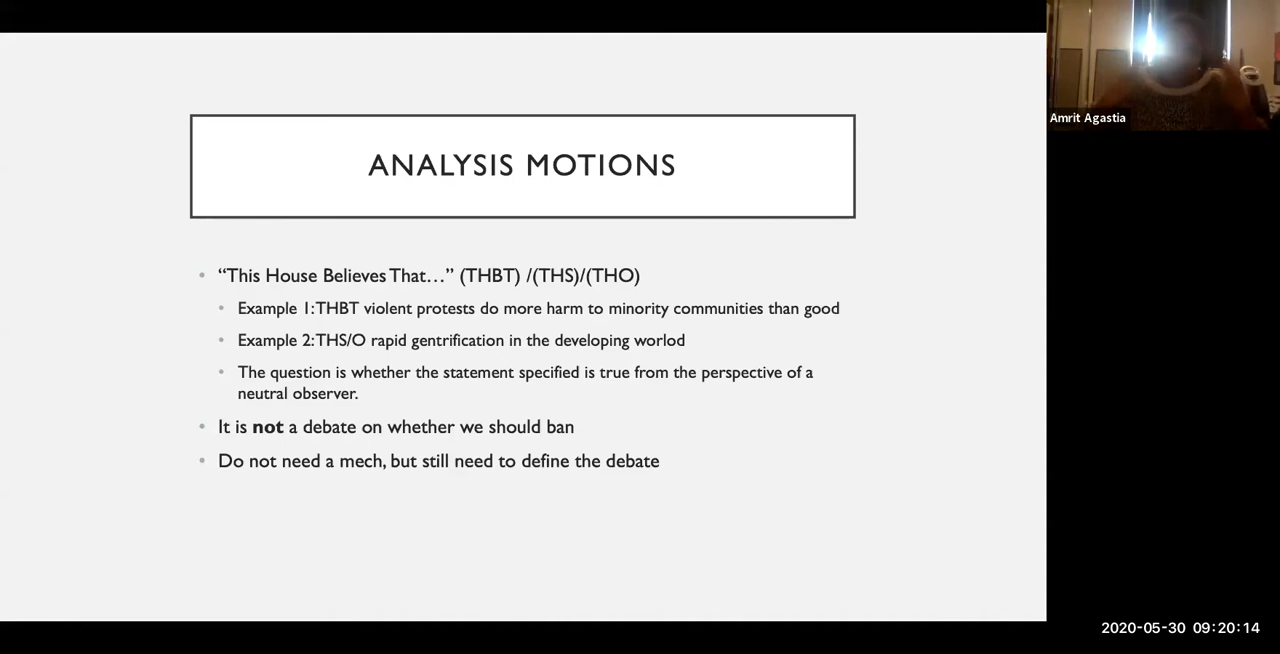 ANALYSIS MOTIONS
“This House Believes That…” (THBT) /(THS)/(THO)
Example 1: THBT violent protests do more harm to minority communities than good
Example 2: THS/O rapid gentrification in the developing worlod
The question is whether the statement specified is true from the perspective of a
neutral observer.
It is not a debate on whether we should ban
Do not need a mech, but still need to define the debate
Amrit Agastia
2020-05-30 09:20:14